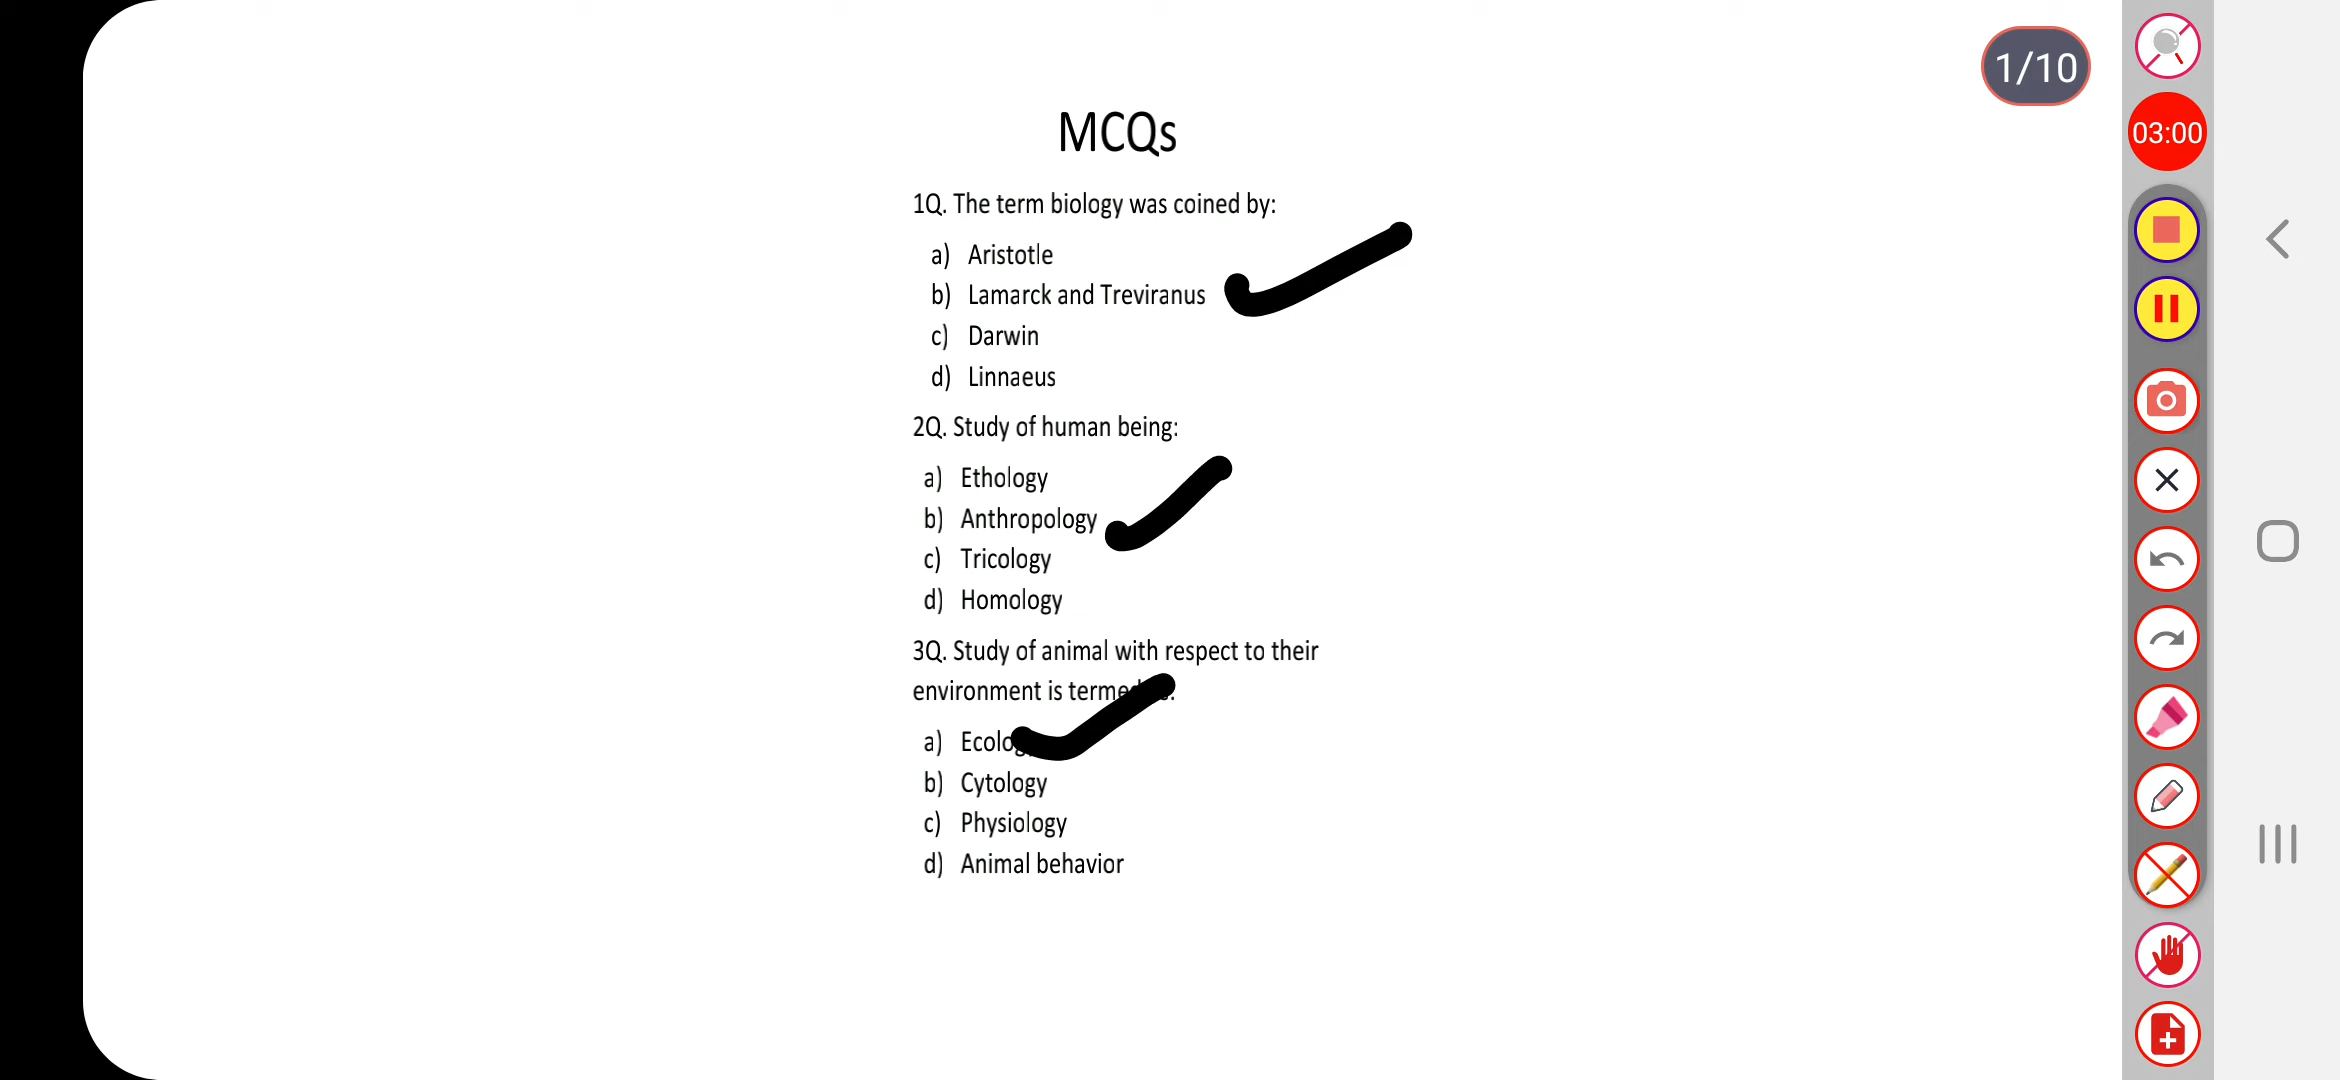 1/10
03:00
MCQs
1Q. The term biology was coined by:
a) Aristotle
b) Lamarck and Treviranus
c) Darwin
d) Linnaeus
2Q. Study of human being:
a) Ethology
b) Anthropology
c) Tricology
d) Homology
3Q. Study of animal with respect to their
environment is termed
a) Ecology
b) Cytology
c) Physiology
d) Animal behavior